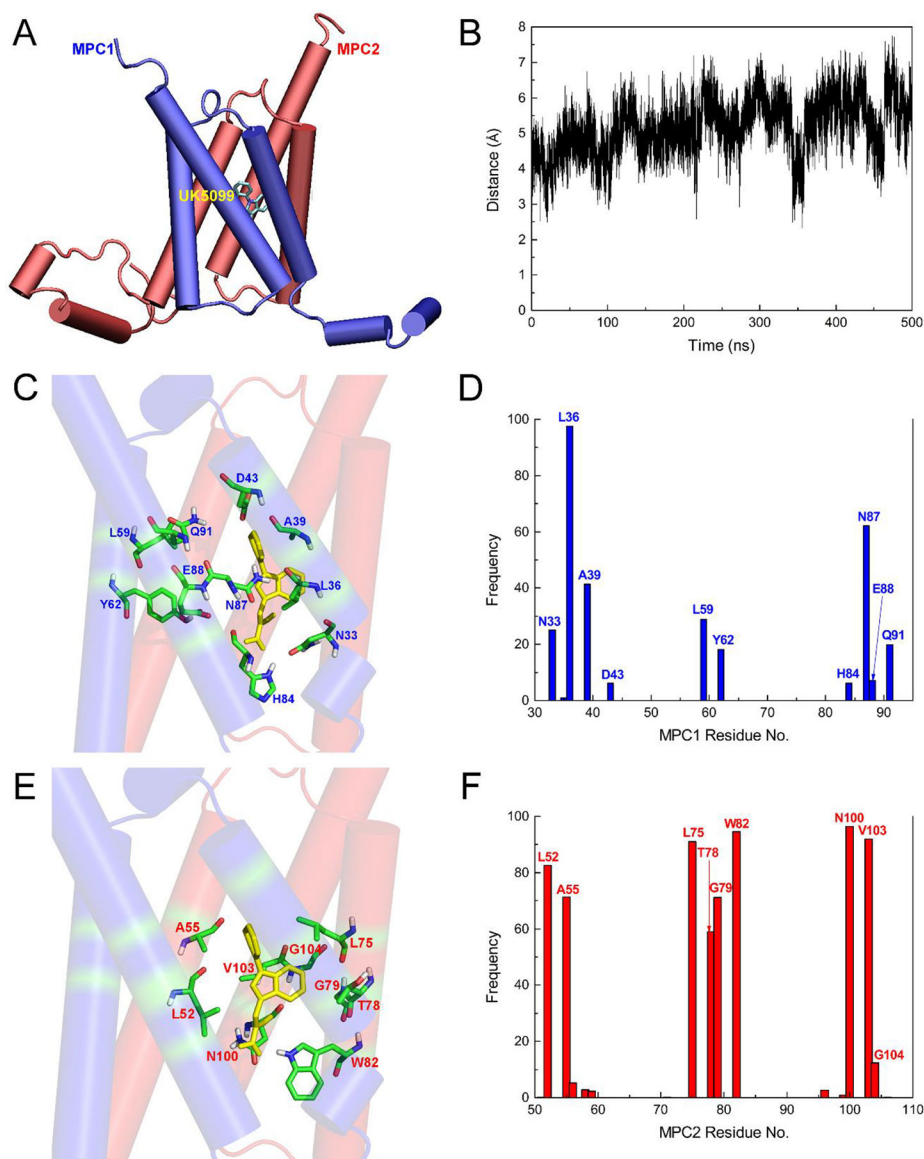 A
MPC1
MPC2
UK5099
B
8
7
6
5
4
3
2
1
0
Distance (Å)
0
100
200
300
400
500
Time (ns)
C
D43
A39
L59
Q91
E88
L36
N87
Y62
N33
H84
D
100
80
60
40
20
0
Frequency
L36
N87
A39
E88
L59
N33
Y62
Q91
D43
H84
30
40
50
60
70
80
90
MPC1 Residue No.
E
A55
L75
G104
V103
G79
L52
T78
N100
W82
F
100
80
60
40
20
0
Frequency
N100
W82
V103
L75
T78
L52
G79
A55
G104
50
60
70
80
90
100
110
MPC2 Residue No.